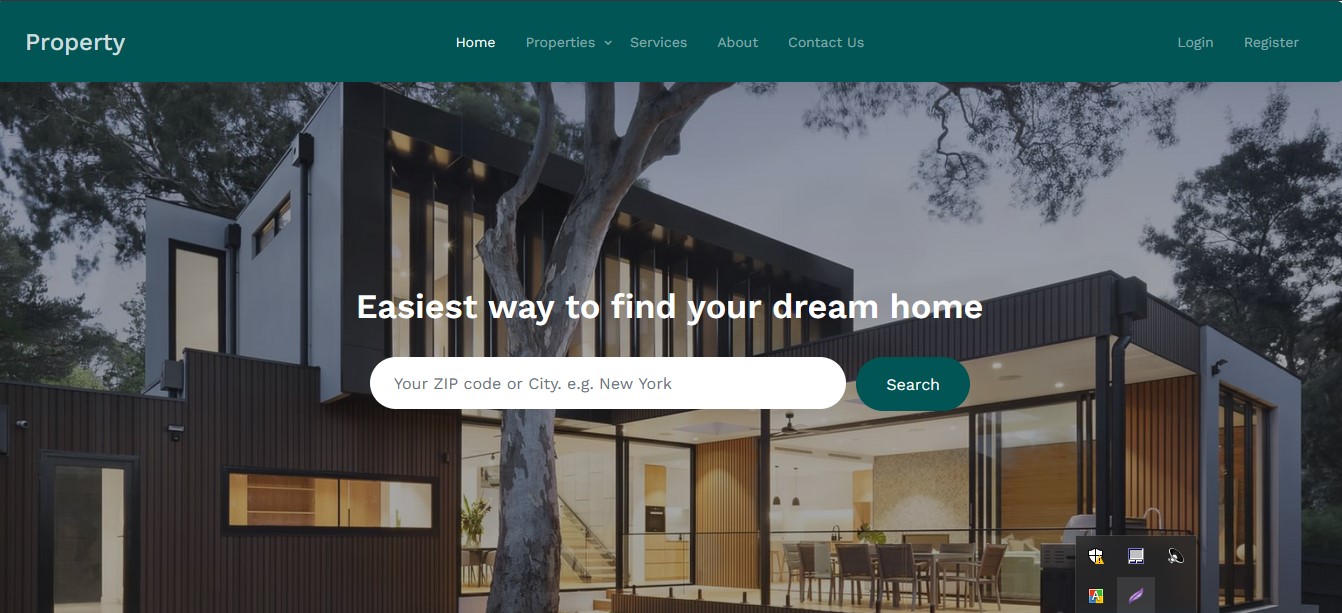 Property
Home Properties Services About Contact Us
Login Register
Easiest way to find your dream home
Your ZIP code or City. e.g. New York
Search
A